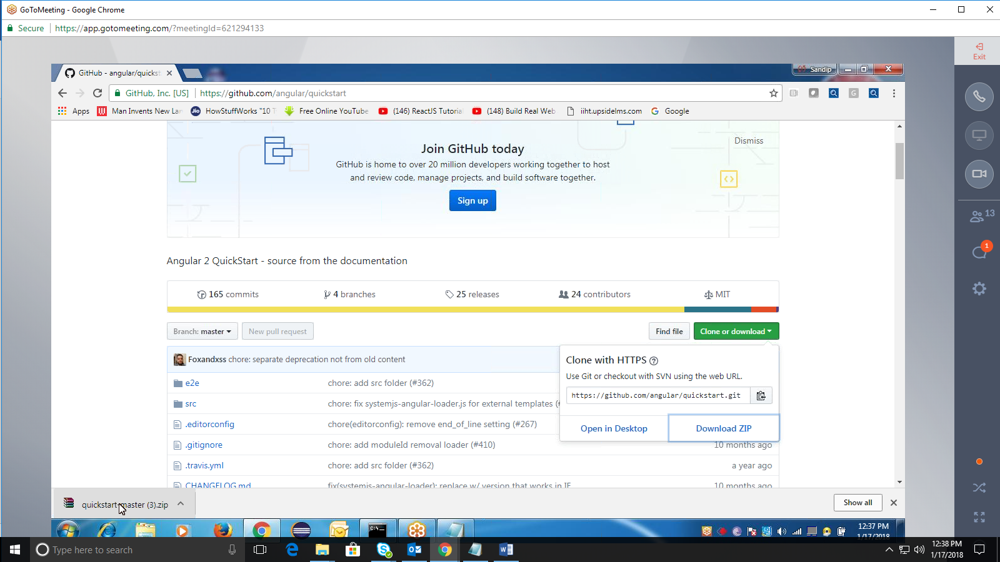 GoToMeeting - Google Chrome
Secure https://app.gotomeeting.com/?meetingId=621294133
Exit
GitHub - angular/quickst
Sandip
GitHub, Inc. [US] https://github.com/angular/quickstart
Apps Man Invents New Lan HowStuffWorks "10 T Free Online YouTube (146) ReactJS Tutoria (148) Build Real Web iiht.upsidelms.com Google
Join GitHub today
Dismiss
GitHub is home to over 20 million developers working together to host
and review code, manage projects, and build software together.
Sign up
13
1
Angular 2 QuickStart - source from the documentation
165 commits 4 branches 25 releases 24 contributors MIT
Branch: master New pull request Find file Clone or download
Foxandxss chore: separate deprecation not from old content
Clone with HTTPS
Use Git or checkout with SVN using the web URL.
https://github.com/angular/quickstart.git
Open in Desktop Download ZIP
e2e chore: add src folder (#362)
src chore: fix systemjs-angular-loader.js for external templates (
.editorconfig chore(editorconfig): remove end_of_line setting (#267)
.gitignore chore: add moduleId removal loader (#410) 10 months ago
.travis.yml chore: add src folder (#362) a year ago
CHANGELOG.md fix(systemjs-angular-loader): replace w/ version that works in IE 10 months ago
quickstart-master (3).zip Show all
C:\
12:37 PM
1/17/2018
Type here to search
12:38 PM
1/17/2018